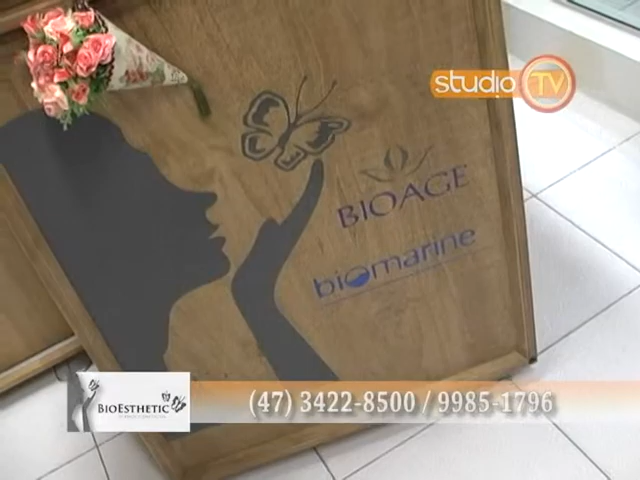 studio TV
BIOAGE
biomarine
BIOESTHETIC
(47) 3422-8500 / 9985-1796